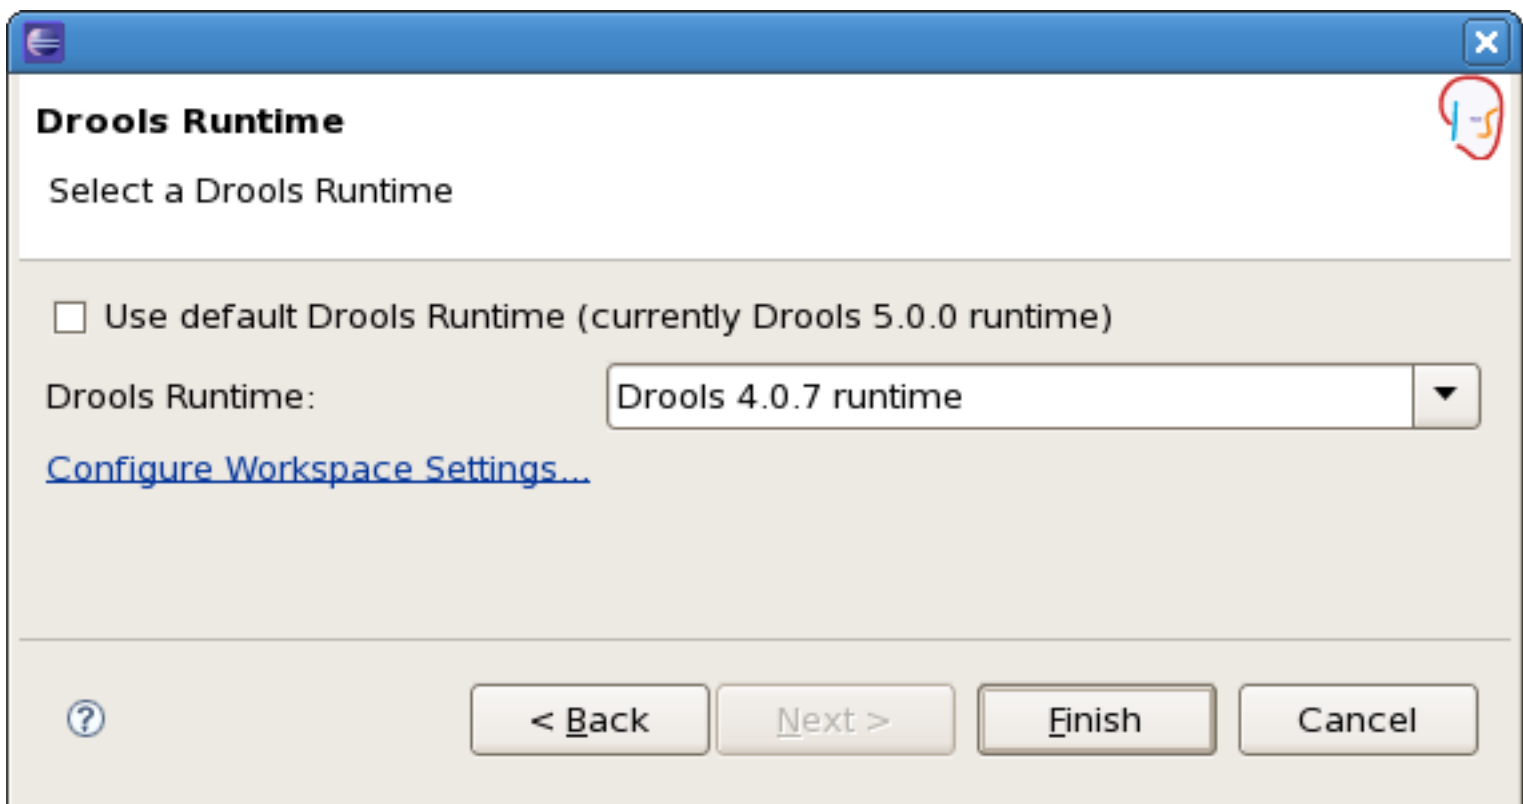 Drools Runtime
Select a Drools Runtime
Use default Drools Runtime (currently Drools 5.0.0 runtime)
Drools Runtime: Drools 4.0.7 runtime
Configure Workspace Settings...
? < Back Next > Finish Cancel